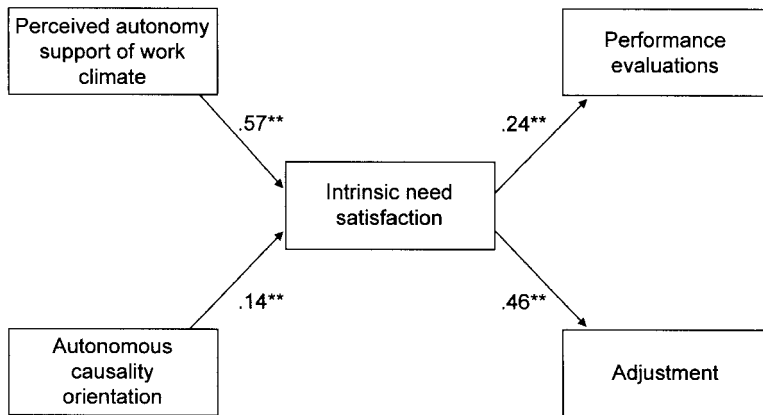 Perceived autonomy
support of work
climate
Performance
evaluations
.57**
.24**
Intrinsic need
satisfaction
.14**
.46**
Autonomous
causality
orientation
Adjustment